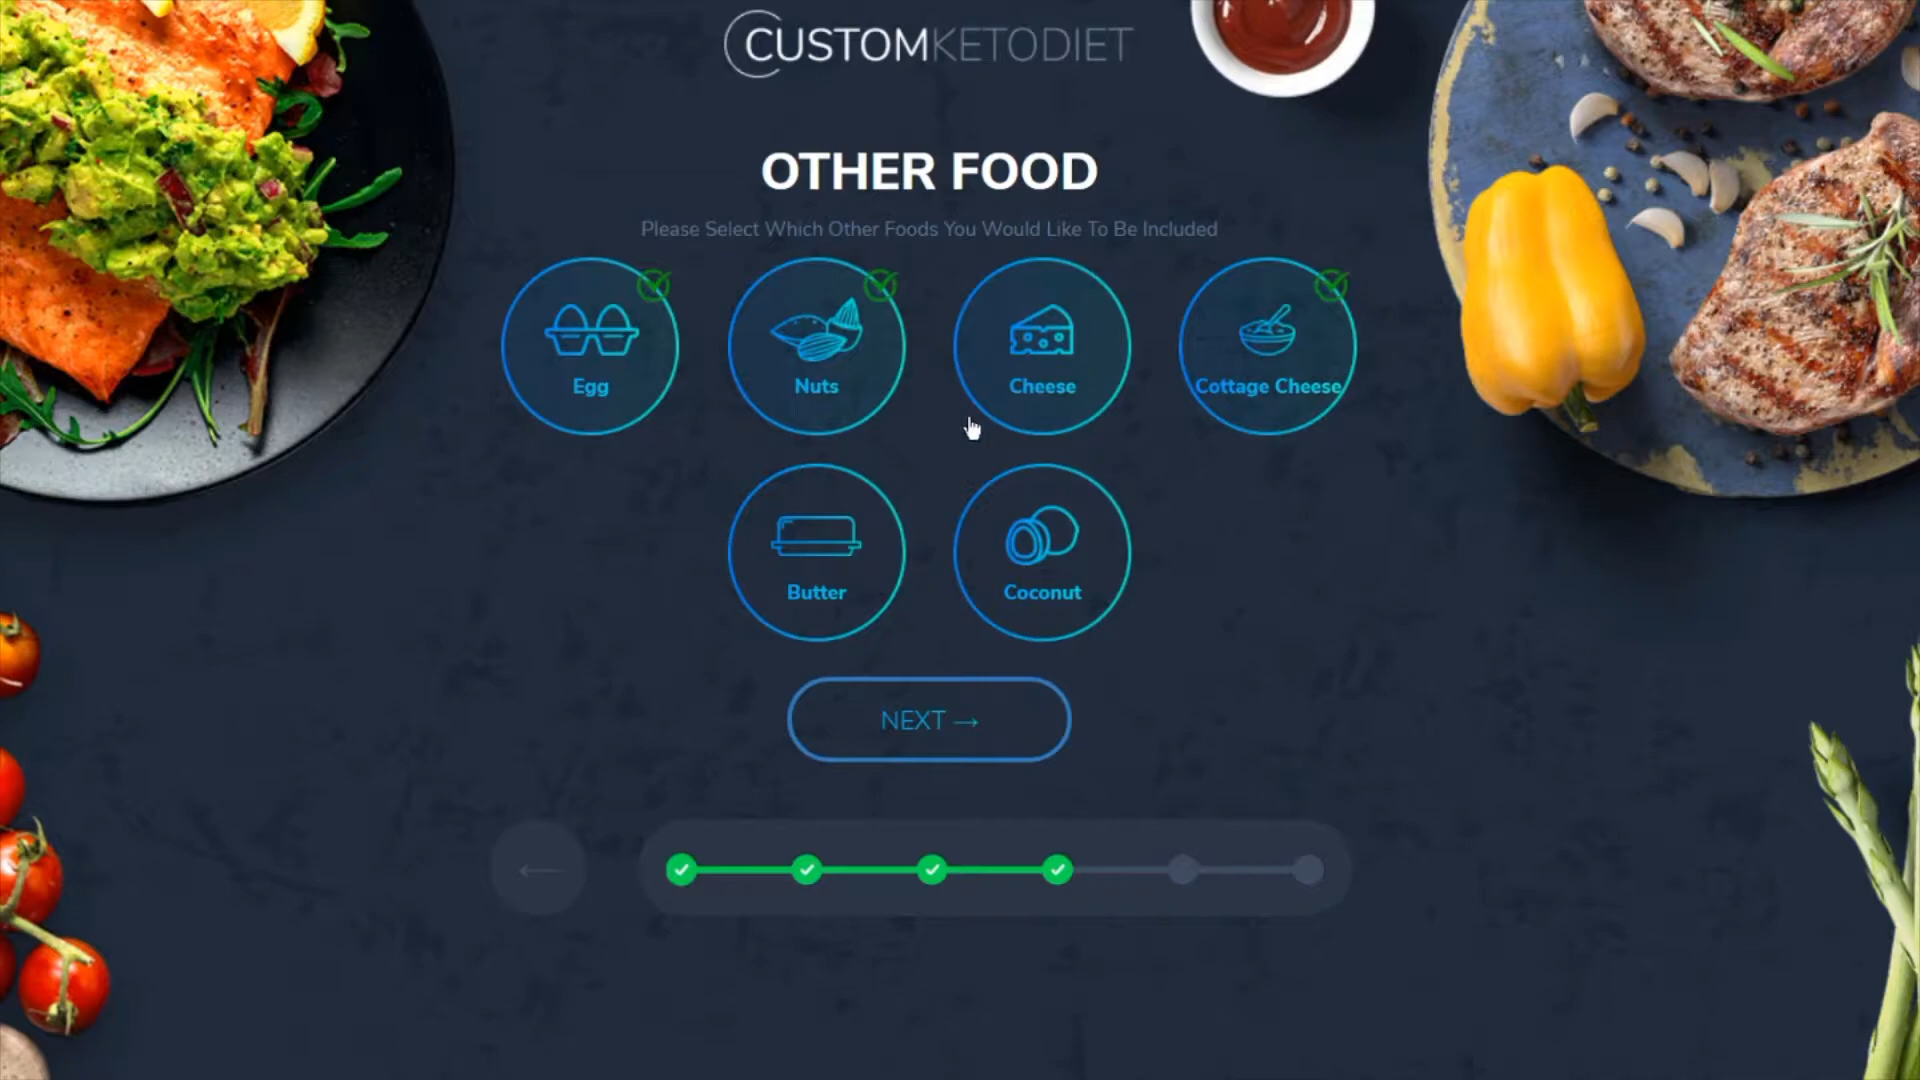 CUSTOMKETODIET
OTHER FOOD
Please Select Which Other Foods You Would Like To Be Included
Egg
Nuts
Cheese
Cottage Cheese
Butter
Coconut
NEXT →